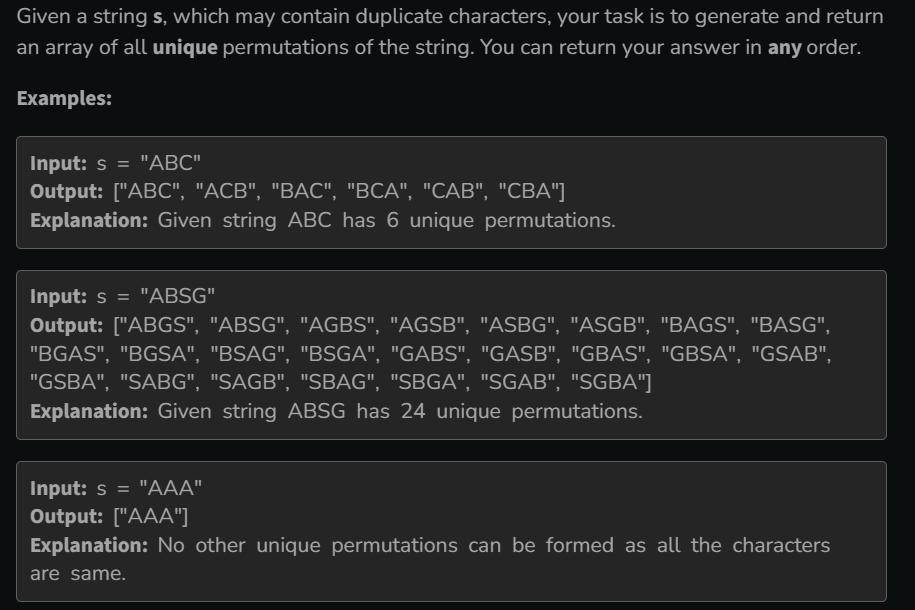 Given a string s, which may contain duplicate characters, your task is to generate and return
an array of all unique permutations of the string. You can return your answer in any order.
Examples:
Input: s = "ABC"
Output: ["ABC", "ACB", "BAC", "BCA", "CAB", "CBA"]
Explanation: Given string ABC has 6 unique permutations.
Input: s = "ABSG"
Output: ["ABGS", "ABSG", "AGBS", "AGSB", "ASBG", "ASGB", "BAGS", "BASG",
"BGAS", "BGSA", "BSAG", "BSGA", "GABS", "GASB", "GBAS", "GBSA", "GSAB",
"GSBA", "SABG", "SAGB", "SBAG", "SBGA", "SGAB", "SGBA"]
Explanation: Given string ABSG has 24 unique permutations.
Input: s = "AAA"
Output: ["AAA"]
Explanation: No other unique permutations can be formed as all the characters
are same.